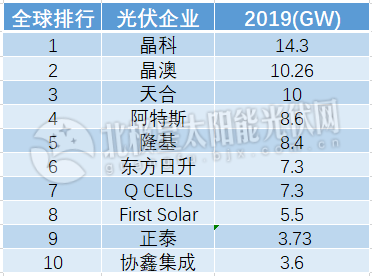 全球排行 光伏企业 2019(GW)
1 晶科 14.3
2 晶澳 10.26
3 天合 10
4 阿特斯 8.6
5 隆基 8.4
6 东方日升 7.3
7 Q CELLS 7.3
8 First Solar 5.5
9 正泰 3.73
10 协鑫集成 3.6
北极星太阳能光伏网